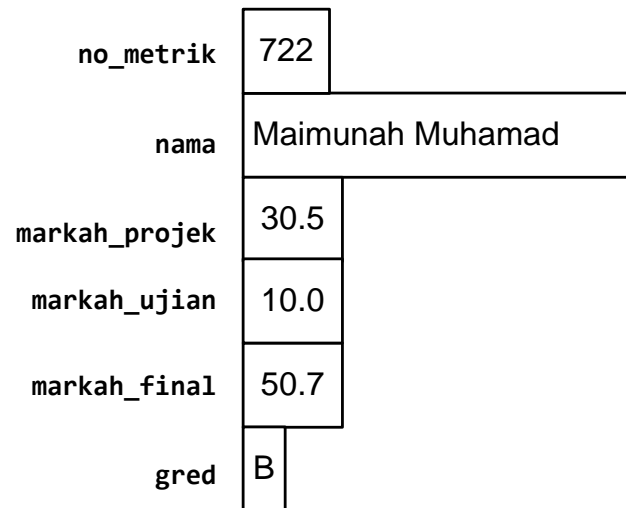 no_metrik 722
nama Maimunah Muhamad
markah_projek 30.5
markah_ujian 10.0
markah_final 50.7
gred B